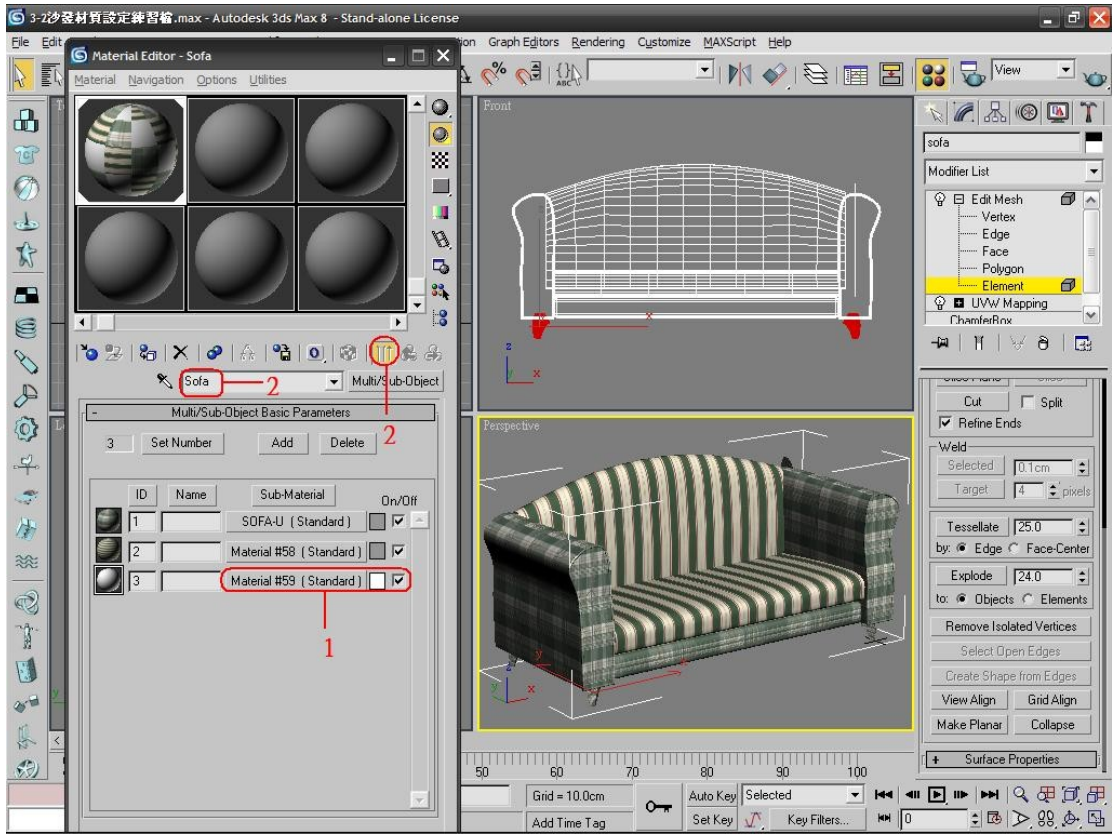 3-2沙發材質設定練習檔.max - Autodesk 3ds Max 8 - Stand-alone License
File Edit Graph Editors Rendering Customize MAXScript Help
Material Editor - Sofa
Material Navigation Options Utilities
View
Front
sofa
Modifier List
Edit Mesh
Vertex
Edge
Face
Polygon
Element
UVW Mapping
ChamferBox
z
y x
x
Sofa
2
Multi/Sub-Object
2
- Multi/Sub-Object Basic Parameters
3 Set Number Add Delete
ID Name Sub-Material On/Off
1 SOFA-U ( Standard )
2 Material #58 ( Standard )
3 Material #59 ( Standard )
1
Perspective
y
z
y x
Cut Split
Refine Ends
Weld
Selected 0.1cm
Target 4 pixels
Tessellate 25.0
by: Edge Face-Center
Explode 24.0
to: Objects Elements
Remove Isolated Vertices
Select Open Edges
Create Shape from Edges
View Align Grid Align
Make Planar Collapse
+ Surface Properties
50 60 70 80 90 100
Grid = 10.0cm Auto Key Selected
Add Time Tag Set Key Key Filters... 0